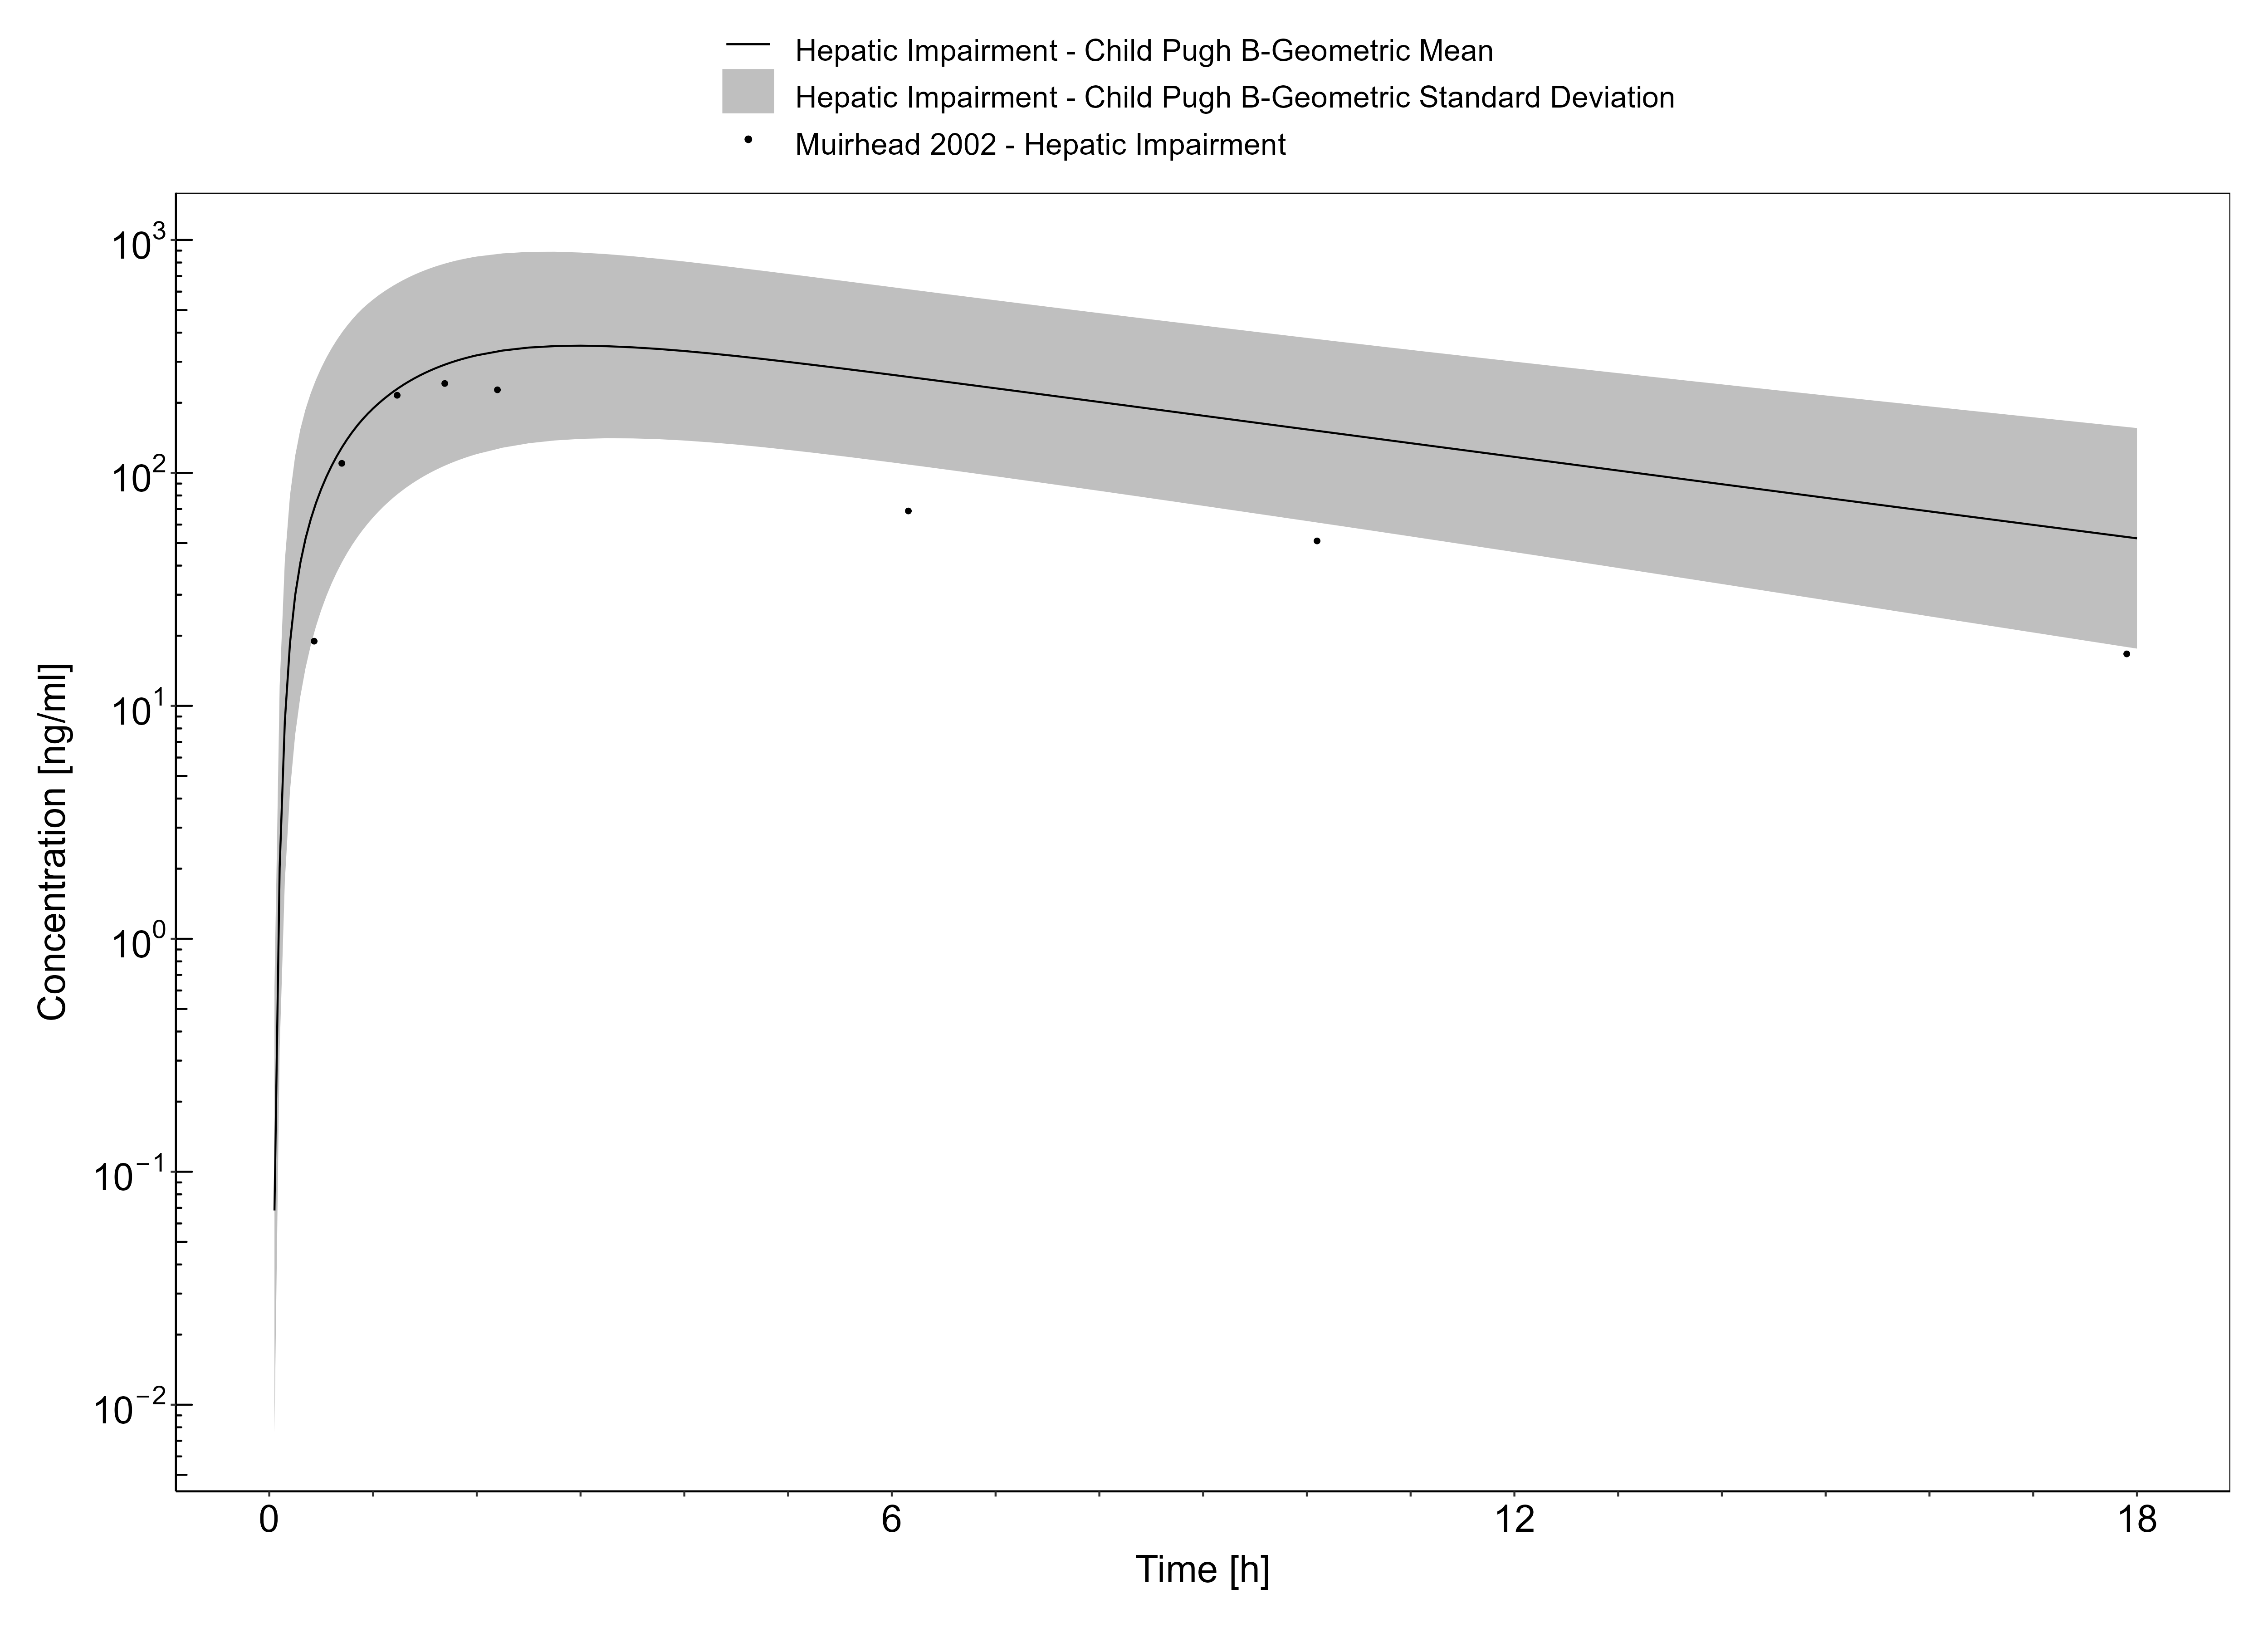 Hepatic Impairment - Child Pugh B-Geometric Mean
Hepatic Impairment - Child Pugh B-Geometric Standard Deviation
Muirhead 2002 - Hepatic Impairment
10³
10²
10¹
10⁰
10⁻¹
10⁻²
Concentration [ng/ml]
0 6 12 18
Time [h]